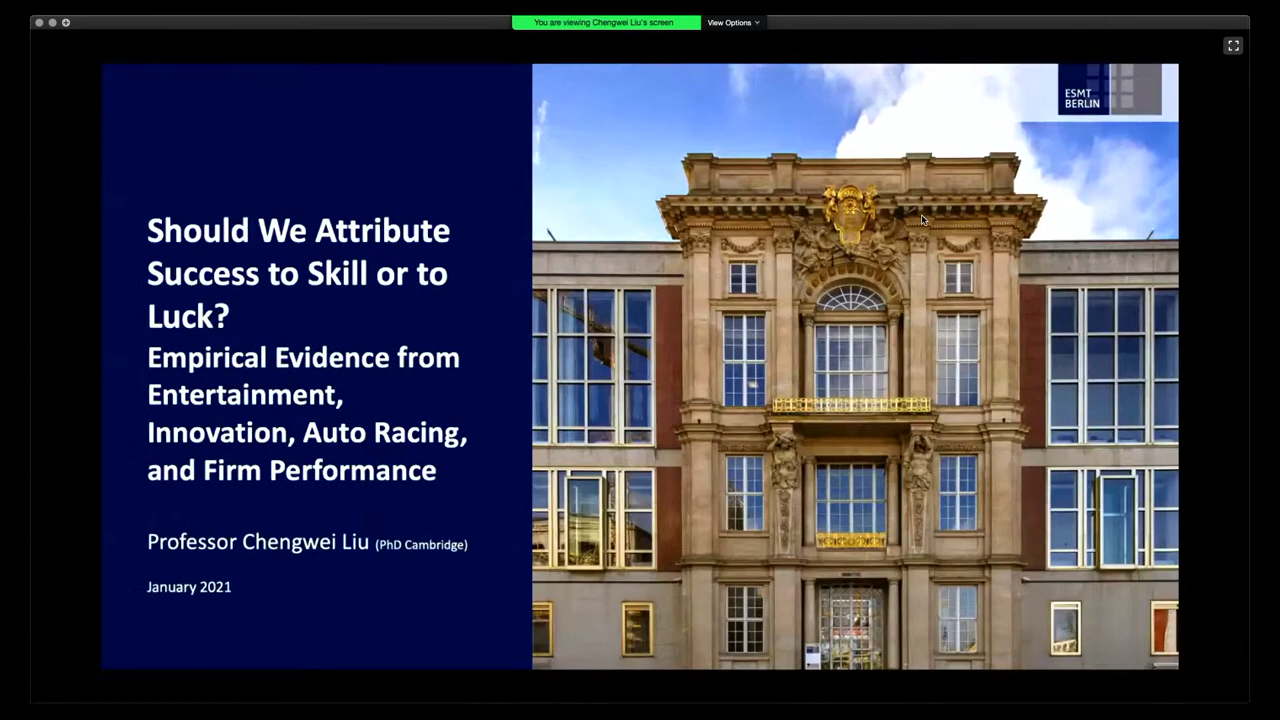 You are viewing Chengwei Liu's screen
View Options
ESMT
BERLIN
Should We Attribute
Success to Skill or to
Luck?
Empirical Evidence from
Entertainment,
Innovation, Auto Racing,
and Firm Performance
Professor Chengwei Liu (PhD Cambridge)
January 2021